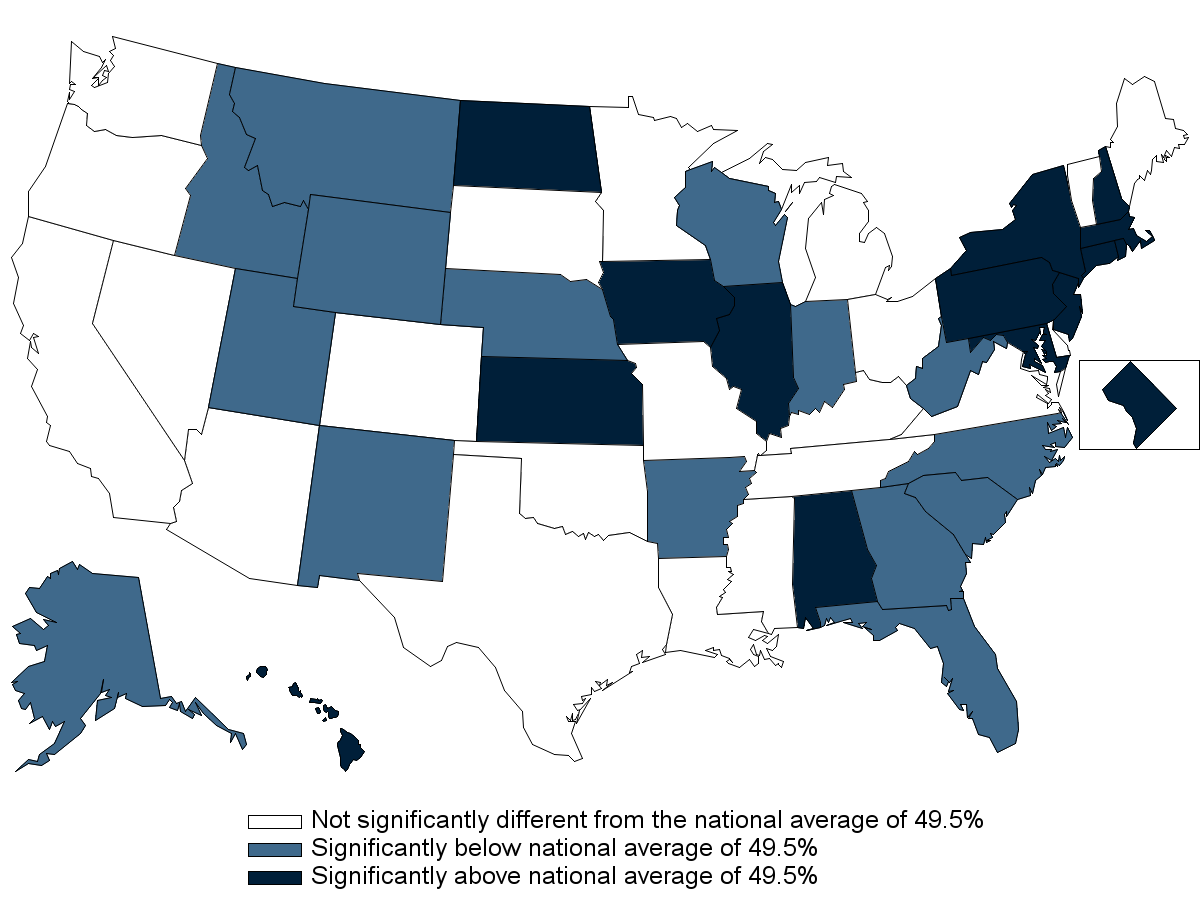 Not significantly different from the national average of 49.5%
Significantly below national average of 49.5%
Significantly above national average of 49.5%